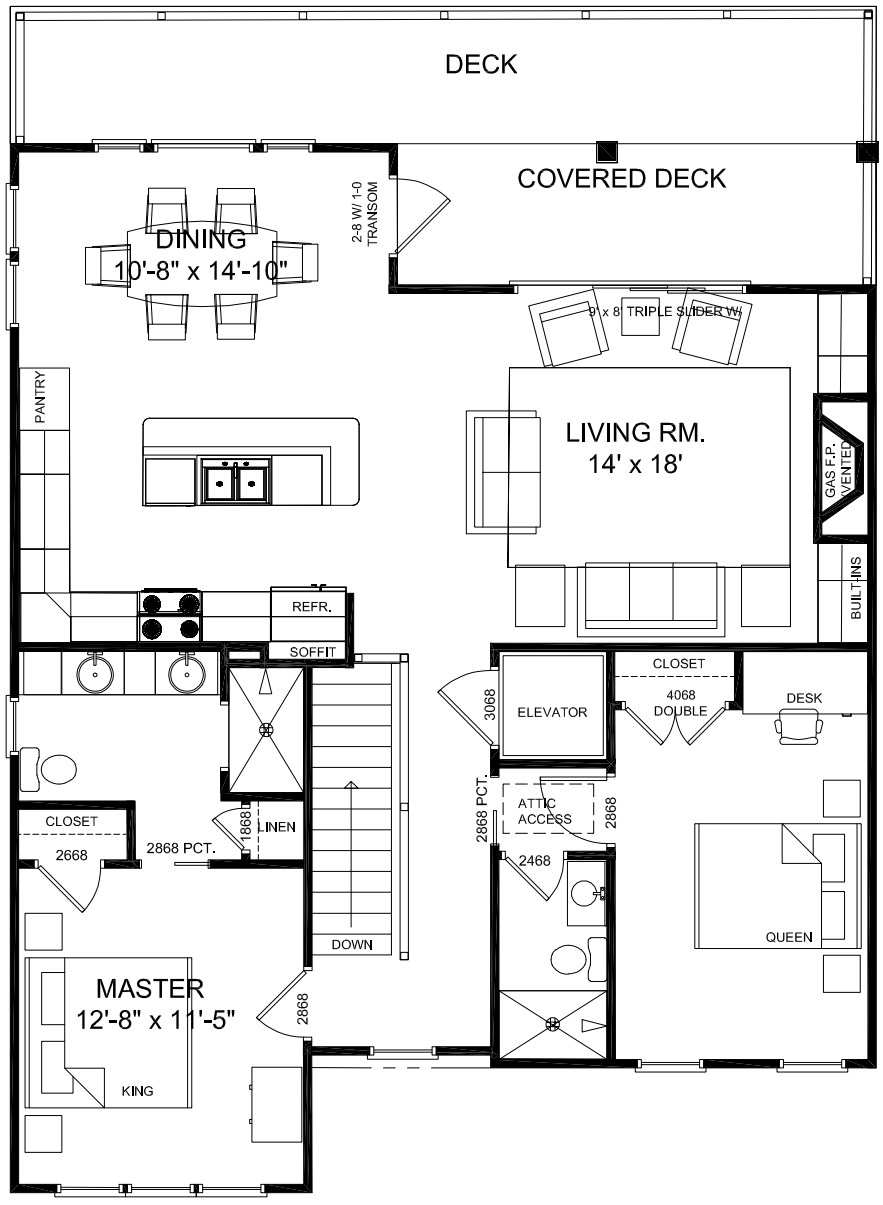 DECK
COVERED DECK
2-8 W/ 1-0
TRANSOM
DINING
10'-8" x 14'-10"
9' x 8' TRIPLE SLIDER W/
PANTRY
LIVING RM.
14' x 18'
GAS F.P.
(VENTED)
BUILT-INS
REFR.
SOFFIT
CLOSET
4068
DOUBLE
DESK
3068
ELEVATOR
2868 PCT.
ATTIC
ACCESS
2868
CLOSET
2668
2868 PCT.
1868
LINEN
2468
DOWN
QUEEN
MASTER
12'-8" x 11'-5"
2868
KING